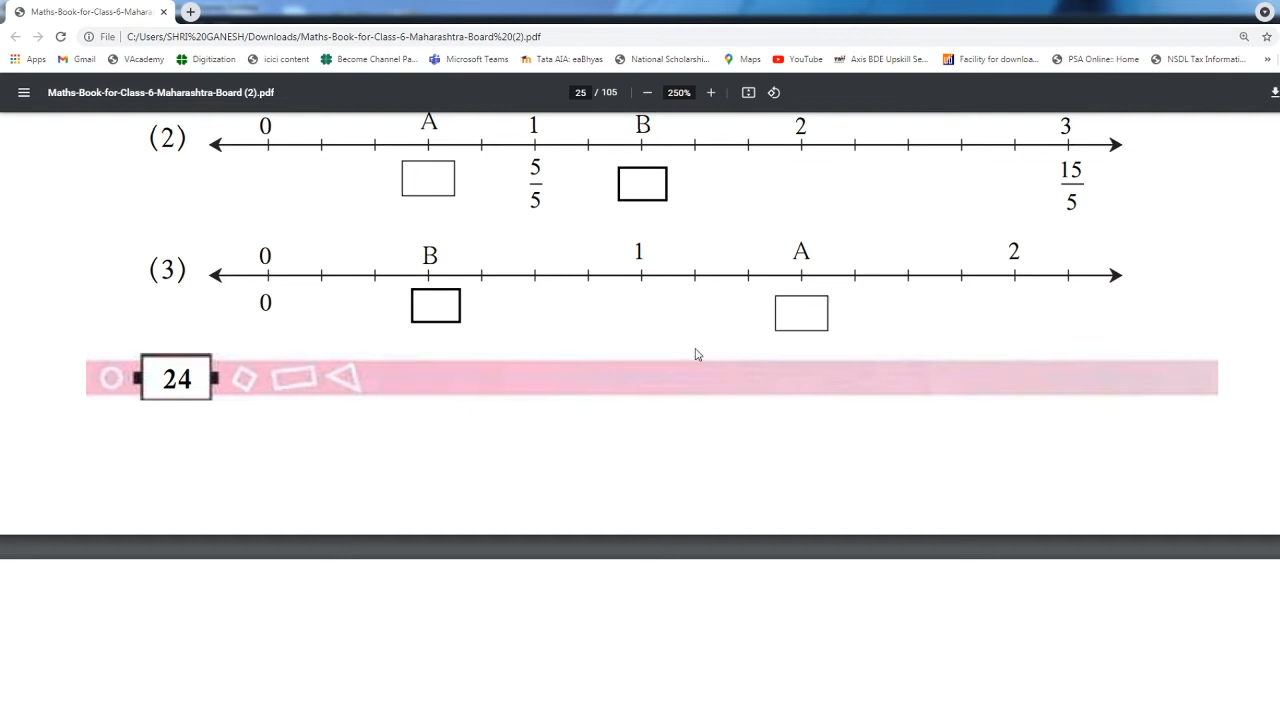 Maths-Book-for-Class-6-Mahara
File
C:/Users/SHRI%20GANESH/Downloads/Maths-Book-for-Class-6-Maharashtra-Board%20(2).pdf
Apps Gmail VAcademy Digitization icici content Become Channel Pa... Microsoft Teams Tata AIA: eaBhyas National Scholarshi... Maps YouTube Axis BDE Upskill Se... Facility for downloa... PSA Online: Home NSDL Tax Informati... »
Maths-Book-for-Class-6-Maharashtra-Board (2).pdf 25 / 105 250%
(2) 0 A 1 B 2 3
5/5 15/5
(3) 0 B 1 A 2
0
24